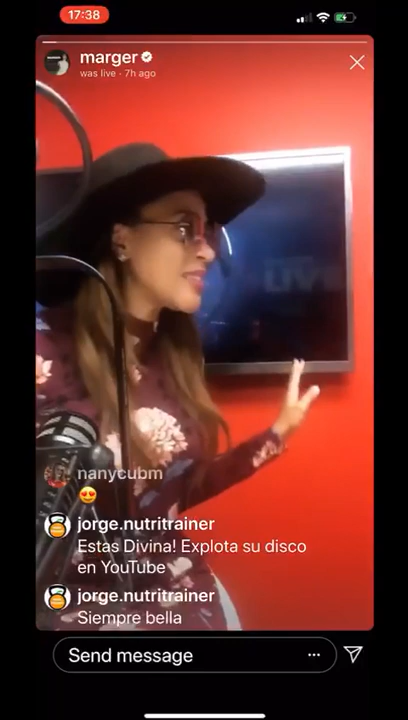 17:38
marger
was live · 7h ago
LIVE
nanycubm
😍
jorge.nutritrainer
Estas Divina! Explota su disco
en YouTube
jorge.nutritrainer
Siempre bella
Send message